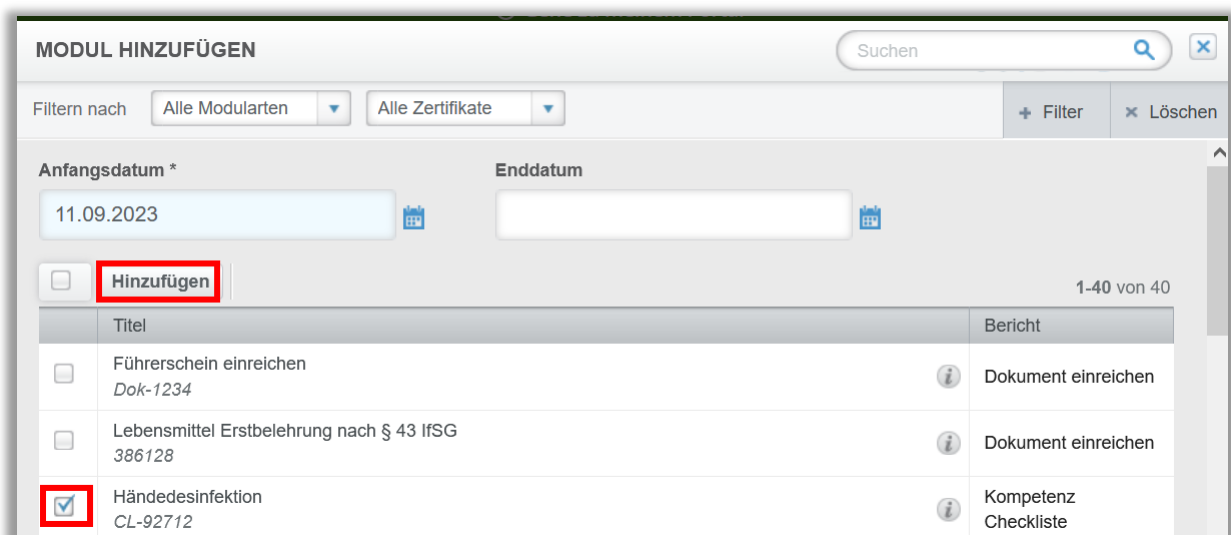 MODUL HINZUFÜGEN
Suchen
Filtern nach Alle Modularten Alle Zertifikate + Filter × Löschen
Anfangsdatum * Enddatum
11.09.2023
Hinzufügen 1-40 von 40
Titel Bericht
Führerschein einreichen
Dok-1234
Dokument einreichen
Lebensmittel Erstbelehrung nach § 43 IfSG
386128
Dokument einreichen
Händedesinfektion
CL-92712
Kompetenz
Checkliste